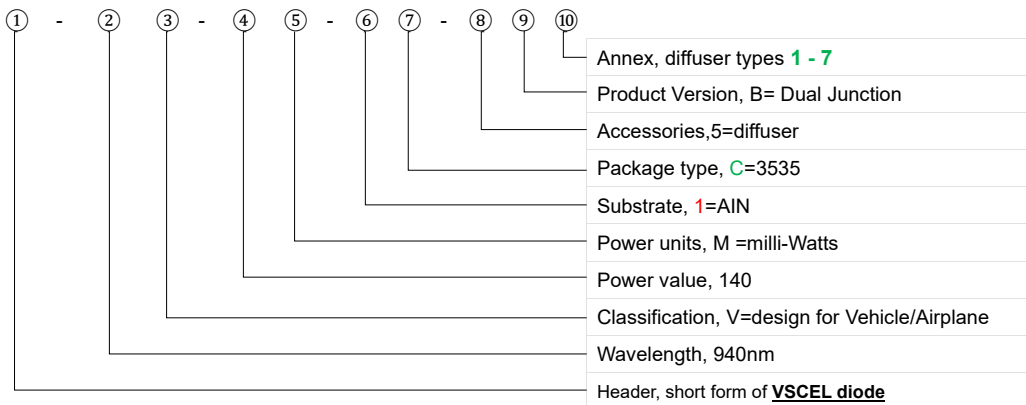 ① - ② ③ - ④ ⑤ - ⑥ ⑦ - ⑧ ⑨ ⑩
Annex, diffuser types 1 - 7
Product Version, B= Dual Junction
Accessories,5=diffuser
Package type, C=3535
Substrate, 1=AlN
Power units, M =milli-Watts
Power value, 140
Classification, V=design for Vehicle/Airplane
Wavelength, 940nm
Header, short form of VSCEL diode